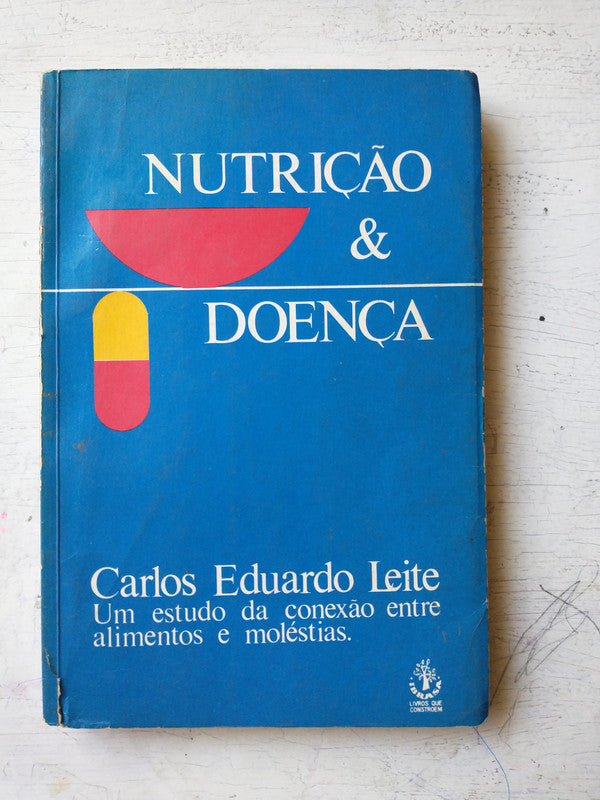 NUTRIÇÃO
&
DOENÇA
Carlos Eduardo Leite
Um estudo da conexão entre
alimentos e moléstias.
IBRASA
LIVROS QUE
CONSTROEM